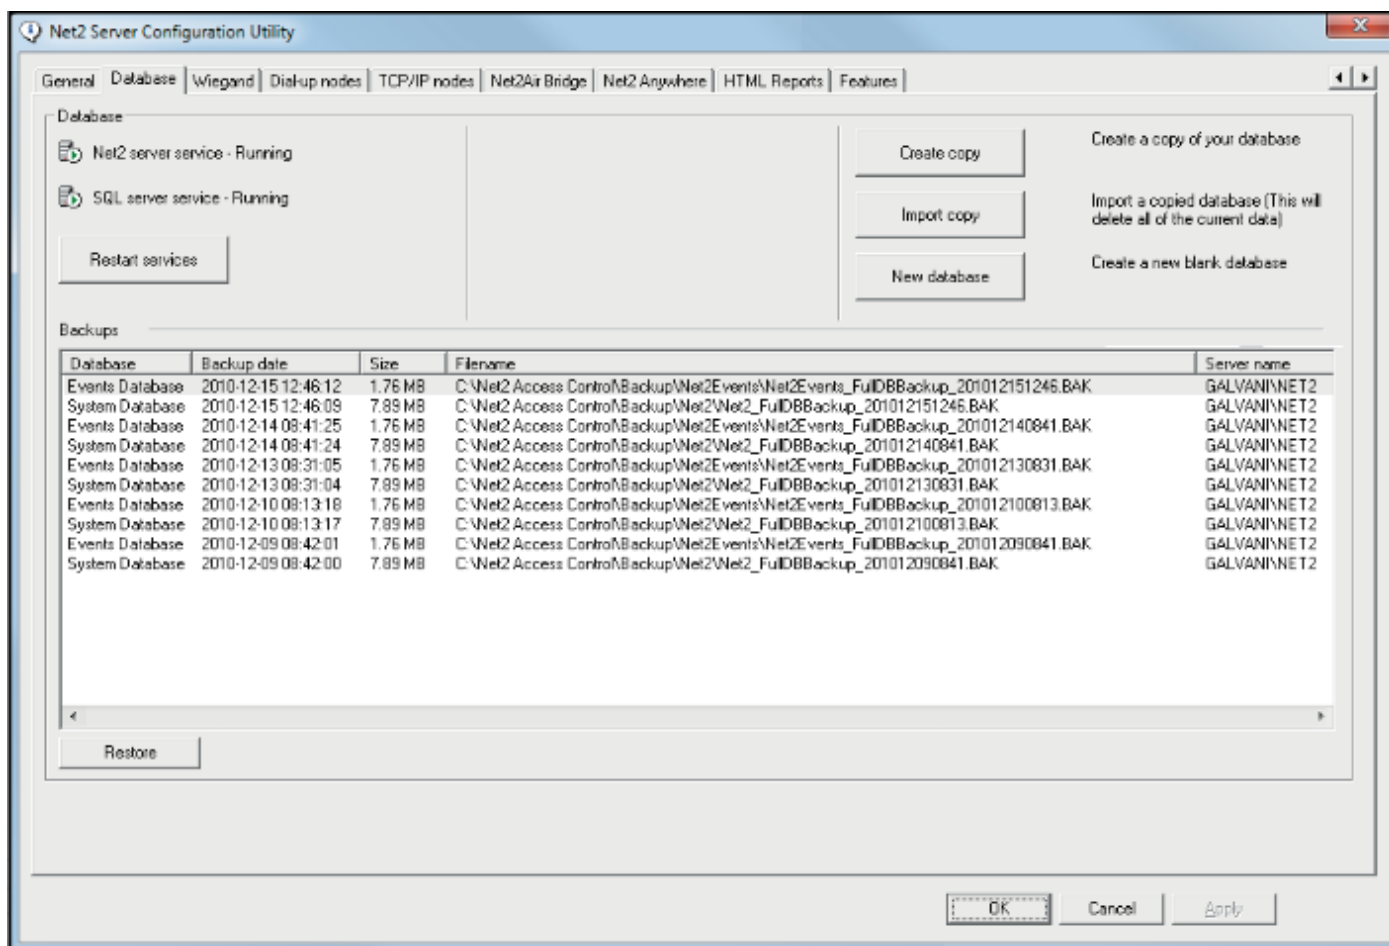 Net2 Server Configuration Utility
General Database Wiegand Dial-up nodes TCP/IP nodes Net2Air Bridge Net2 Anywhere HTML Reports Features
Database
Net2 server service - Running
SQL server service - Running
Restart services
Create copy
Create a copy of your database
Import copy
Import a copied database (This will
delete all of the current data)
New database
Create a new blank database
Backups
Database Backup date Size Filename Server name
Events Database 2010-12-15 12:46:12 1.76 MB C:\Net2 Access Control\Backup\Net2Events\Net2Events_FullDBBackup_201012151246.BAK GALVANI\NET2
System Database 2010-12-15 12:46:09 7.89 MB C:\Net2 Access Control\Backup\Net2\Net2_FullDBBackup_201012151246.BAK GALVANI\NET2
Events Database 2010-12-14 08:41:25 1.76 MB C:\Net2 Access Control\Backup\Net2Events\Net2Events_FullDBBackup_201012140841.BAK GALVANI\NET2
System Database 2010-12-14 08:41:24 7.89 MB C:\Net2 Access Control\Backup\Net2\Net2_FullDBBackup_201012140841.BAK GALVANI\NET2
Events Database 2010-12-13 08:31:05 1.76 MB C:\Net2 Access Control\Backup\Net2Events\Net2Events_FullDBBackup_201012130831.BAK GALVANI\NET2
System Database 2010-12-13 08:31:04 7.89 MB C:\Net2 Access Control\Backup\Net2\Net2_FullDBBackup_201012130831.BAK GALVANI\NET2
Events Database 2010-12-10 08:13:18 1.76 MB C:\Net2 Access Control\Backup\Net2Events\Net2Events_FullDBBackup_201012100813.BAK GALVANI\NET2
System Database 2010-12-10 08:13:17 7.89 MB C:\Net2 Access Control\Backup\Net2\Net2_FullDBBackup_201012100813.BAK GALVANI\NET2
Events Database 2010-12-09 08:42:01 1.76 MB C:\Net2 Access Control\Backup\Net2Events\Net2Events_FullDBBackup_201012090841.BAK GALVANI\NET2
System Database 2010-12-09 08:42:00 7.89 MB C:\Net2 Access Control\Backup\Net2\Net2_FullDBBackup_201012090841.BAK GALVANI\NET2
Restore
OK Cancel Apply